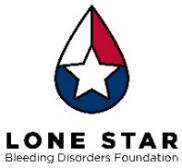 LONE STAR
Bleeding Disorders Foundation